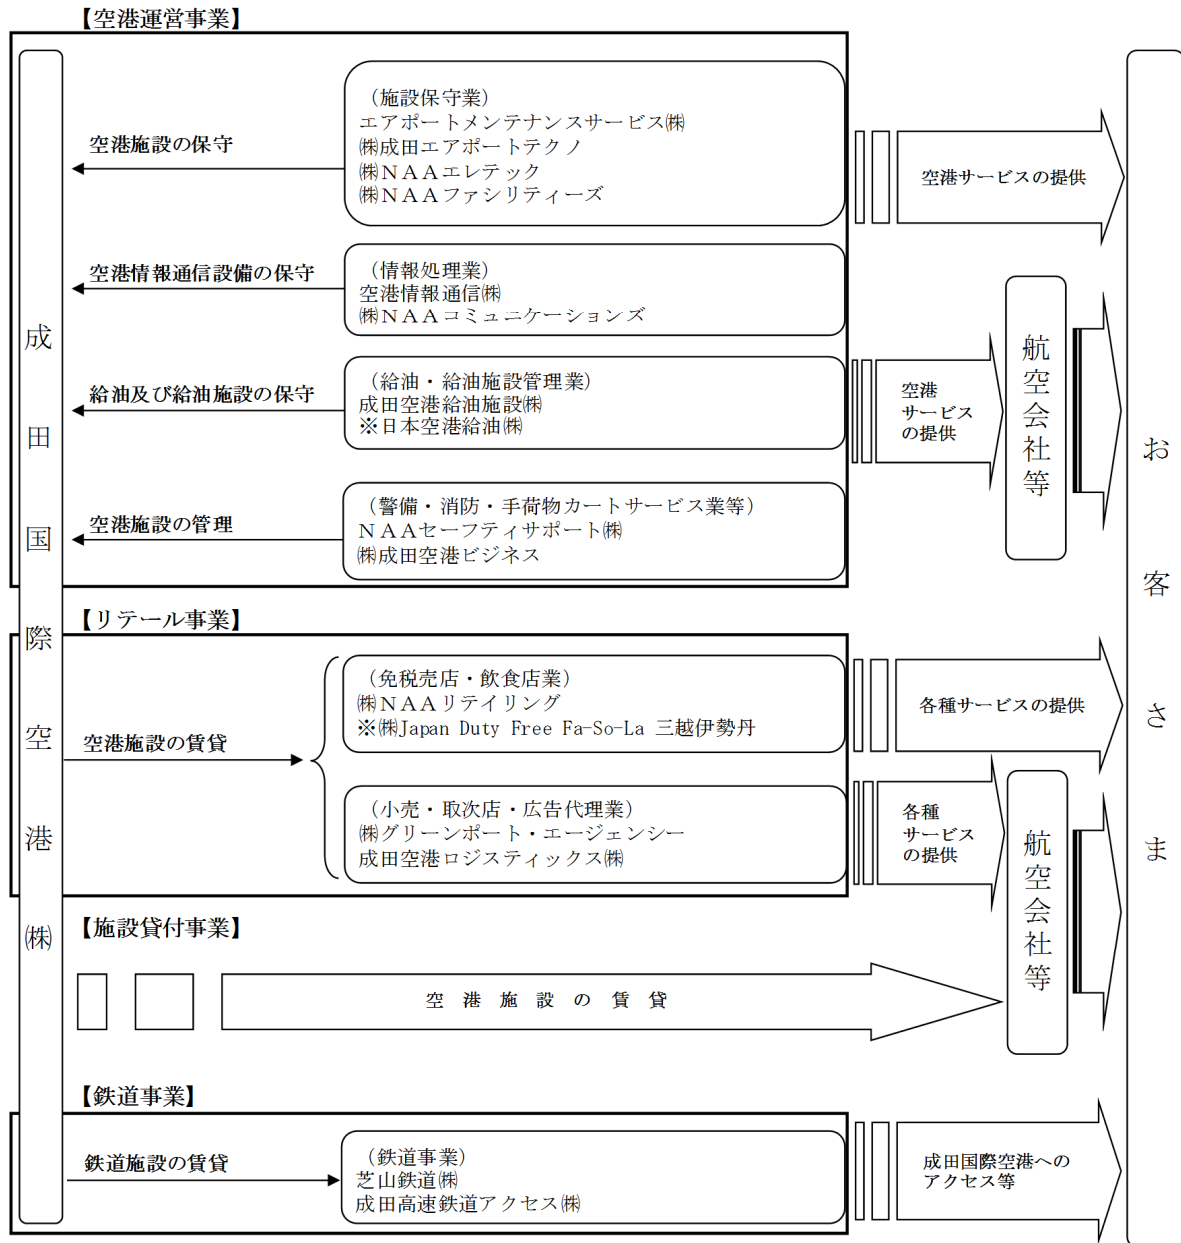 【空港運営事業】
成田国際空港㈱
空港施設の保守
（施設保守業）
エアポートメンテナンスサービス㈱
㈱成田エアポートテクノ
㈱ＮＡＡエレテック
㈱ＮＡＡファシリティーズ
空港サービスの提供
空港情報通信設備の保守
（情報処理業）
空港情報通信㈱
㈱ＮＡＡコミュニケーションズ
給油及び給油施設の保守
（給油・給油施設管理業）
成田空港給油施設㈱
※日本空港給油㈱
空港
サービス
の提供
航空会社等
お客さま
空港施設の管理
（警備・消防・手荷物カートサービス業等）
ＮＡＡセーフティサポート㈱
㈱成田空港ビジネス
【リテール事業】
空港施設の賃貸
（免税売店・飲食店業）
㈱ＮＡＡリテイリング
※㈱Japan Duty Free Fa-So-La 三越伊勢丹
各種サービスの提供
（小売・取次店・広告代理業）
㈱グリーンポート・エージェンシー
成田空港ロジスティックス㈱
各種
サービス
の提供
航空会社等
【施設貸付事業】
空港施設の賃貸
【鉄道事業】
鉄道施設の賃貸
（鉄道事業）
芝山鉄道㈱
成田高速鉄道アクセス㈱
成田国際空港への
アクセス等